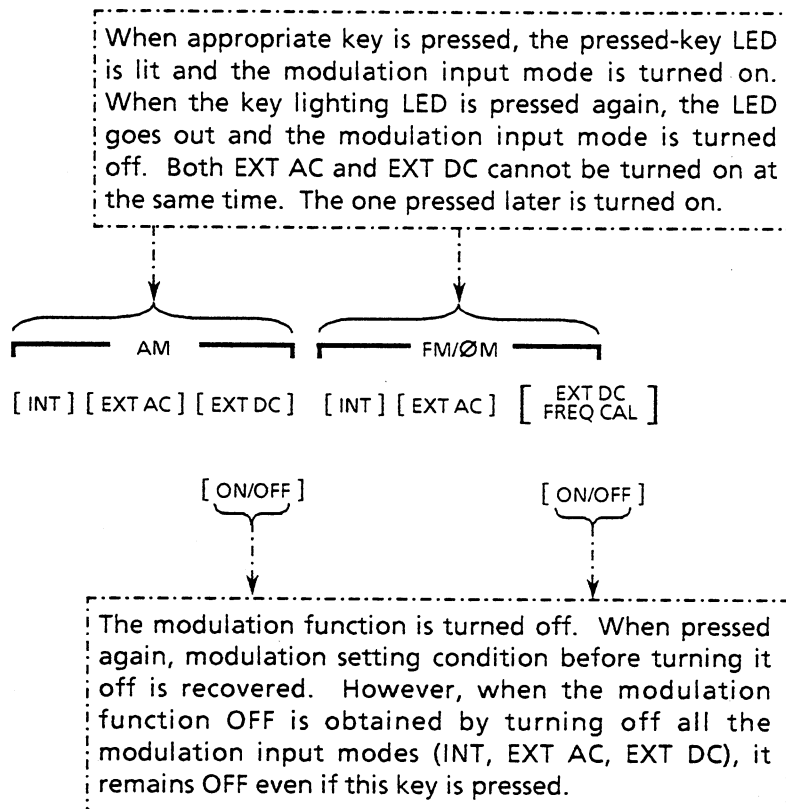 When appropriate key is pressed, the pressed-key LED
is lit and the modulation input mode is turned on.
When the key lighting LED is pressed again, the LED
goes out and the modulation input mode is turned
off. Both EXT AC and EXT DC cannot be turned on at
the same time. The one pressed later is turned on.
AM FM/ØM
[ INT ] [ EXT AC ] [ EXT DC ] [ INT ] [ EXT AC ] [ EXT DC
FREQ CAL ]
[ ON/OFF ] [ ON/OFF ]
The modulation function is turned off. When pressed
again, modulation setting condition before turning it
off is recovered. However, when the modulation
function OFF is obtained by turning off all the
modulation input modes (INT, EXT AC, EXT DC), it
remains OFF even if this key is pressed.